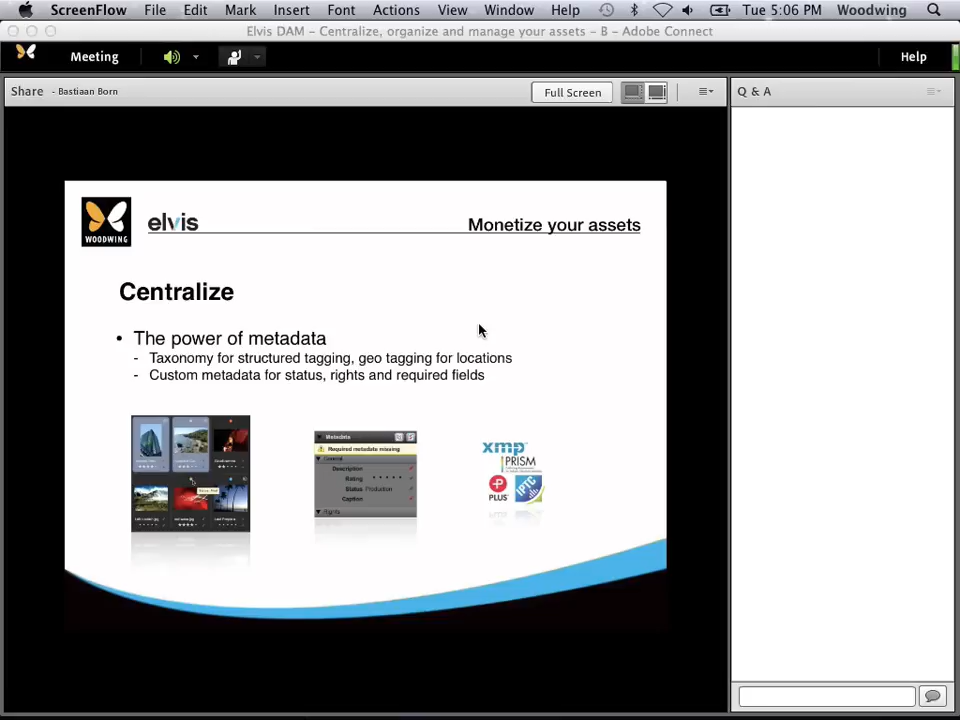 ScreenFlow File Edit Mark Insert Font Actions View Window Help Tue 5:06 PM Woodwing
Elvis DAM – Centralize, organize and manage your assets – B – Adobe Connect
Meeting Help
Share - Bastiaan Born Full Screen
Q & A
WOODWING
elvis
Monetize your assets
Centralize
• The power of metadata
- Taxonomy for structured tagging, geo tagging for locations
- Custom metadata for status, rights and required fields
Metadata
Required metadata missing
General
Description
Rating
Status Production
Caption
Rights
xmp
PRISM
PLUS
IPTC